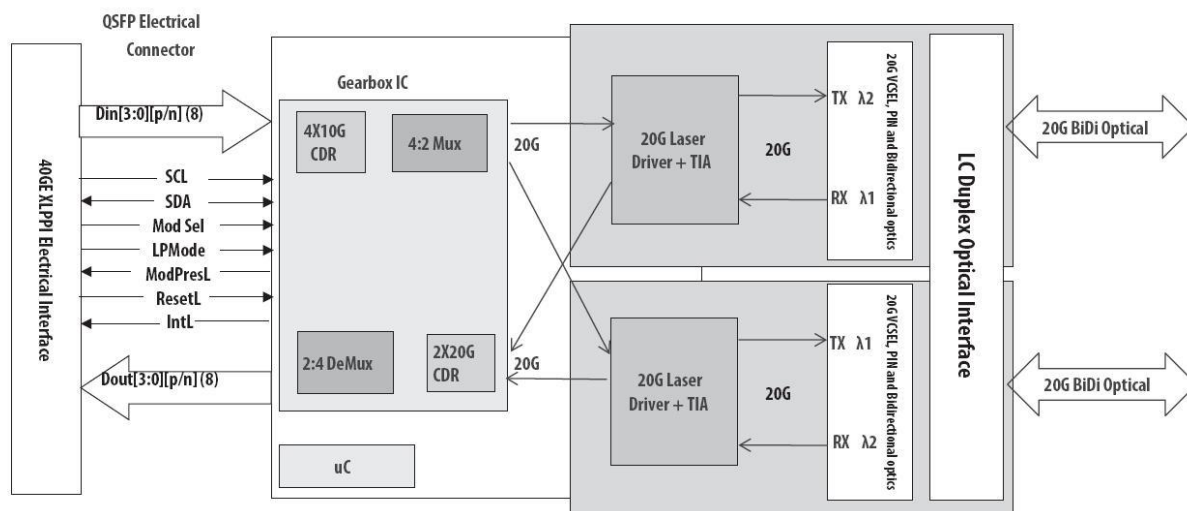 QSFP Electrical
Connector
40GE XLPPI Electrical Interface
Din[3:0][p/n] (8)
SCL
SDA
Mod Sel
LPMode
ModPresL
ResetL
IntL
Dout[3:0][p/n] (8)
Gearbox IC
4X10G
CDR
4:2 Mux
2:4 DeMux
2X20G
CDR
uC
20G
20G
20G Laser
Driver + TIA
20G
TX λ2
RX λ1
20G VCSEL, PIN and Bidirectional
optics
20G Laser
Driver + TIA
20G
TX λ1
RX λ2
20G VCSEL, PIN and Bidirectional
optics
LC Duplex Optical Interface
20G BiDi Optical
20G BiDi Optical